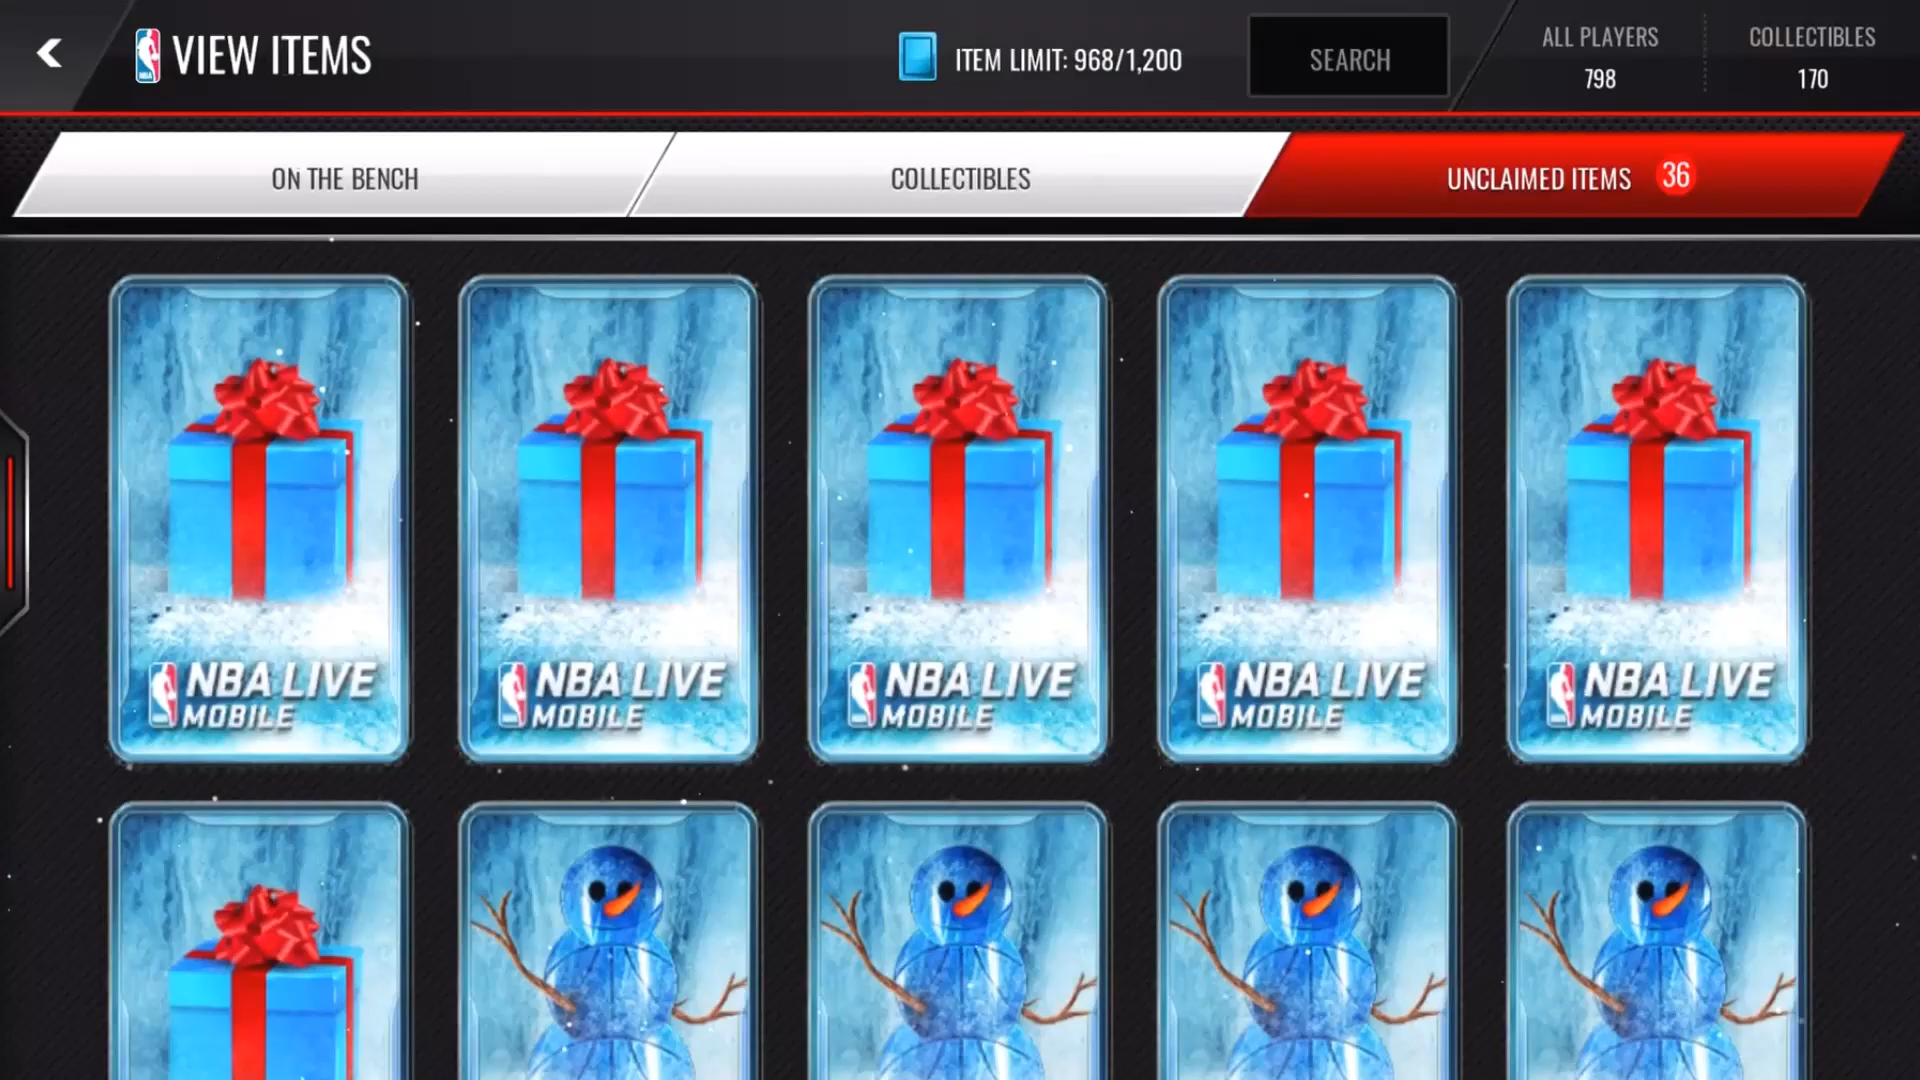 VIEW ITEMS
ITEM LIMIT: 968/1,200
SEARCH
ALL PLAYERS
798
COLLECTIBLES
170
ON THE BENCH
COLLECTIBLES
UNCLAIMED ITEMS 36
NBA LIVE
MOBILE
NBA LIVE
MOBILE
NBA LIVE
MOBILE
NBA LIVE
MOBILE
NBA LIVE
MOBILE